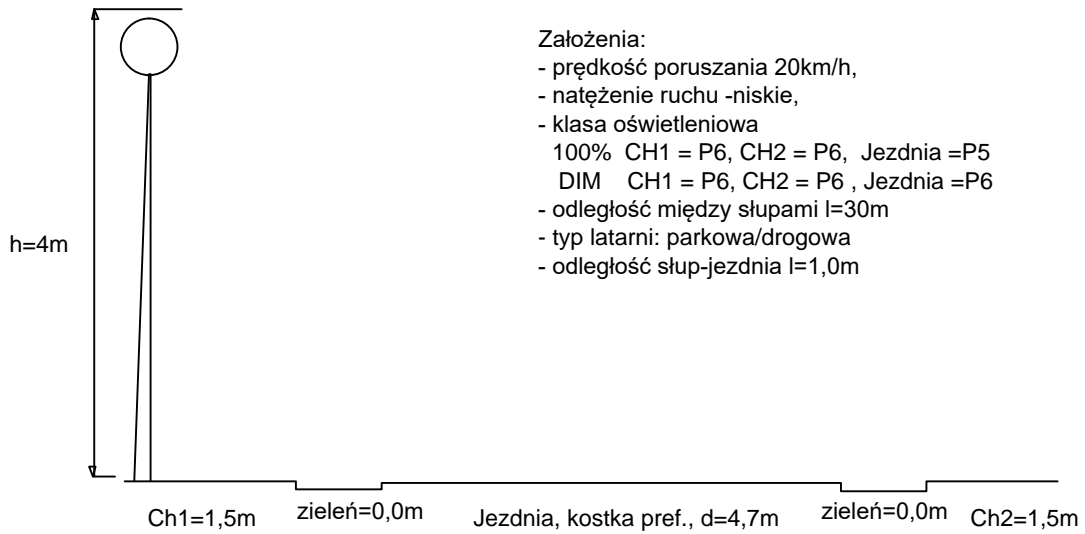 Założenia:
- prędkość poruszania 20km/h,
- natężenie ruchu -niskie,
- klasa oświetleniowa
100% CH1 = P6, CH2 = P6, Jezdnia =P5
DIM CH1 = P6, CH2 = P6 , Jezdnia =P6
- odległość między słupami l=30m
- typ latarni: parkowa/drogowa
- odległość słup-jezdnia l=1,0m
h=4m
Ch1=1,5m zieleń=0,0m Jezdnia, kostka pref., d=4,7m zieleń=0,0m Ch2=1,5m